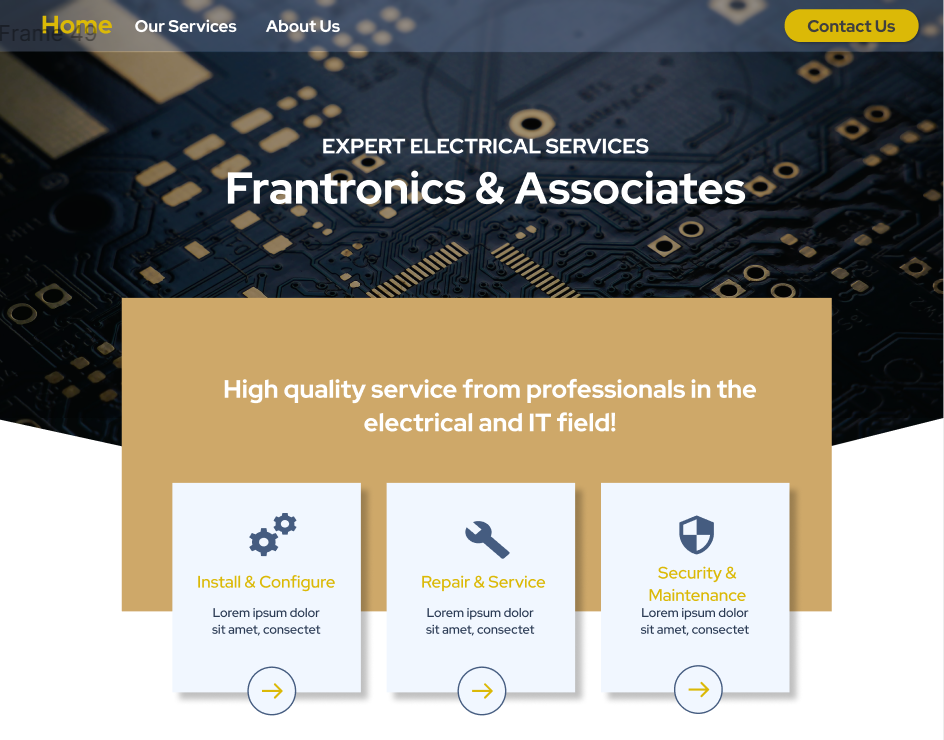 Home
Our Services
About Us
Contact Us
Frame 49
BTS
EXPERT ELECTRICAL SERVICES
Frantronics & Associates
High quality service from professionals in the
electrical and IT field!
Install & Configure
Lorem ipsum dolor
sit amet, consectet
Repair & Service
Lorem ipsum dolor
sit amet, consectet
Security &
Maintenance
Lorem ipsum dolor
sit amet, consectet